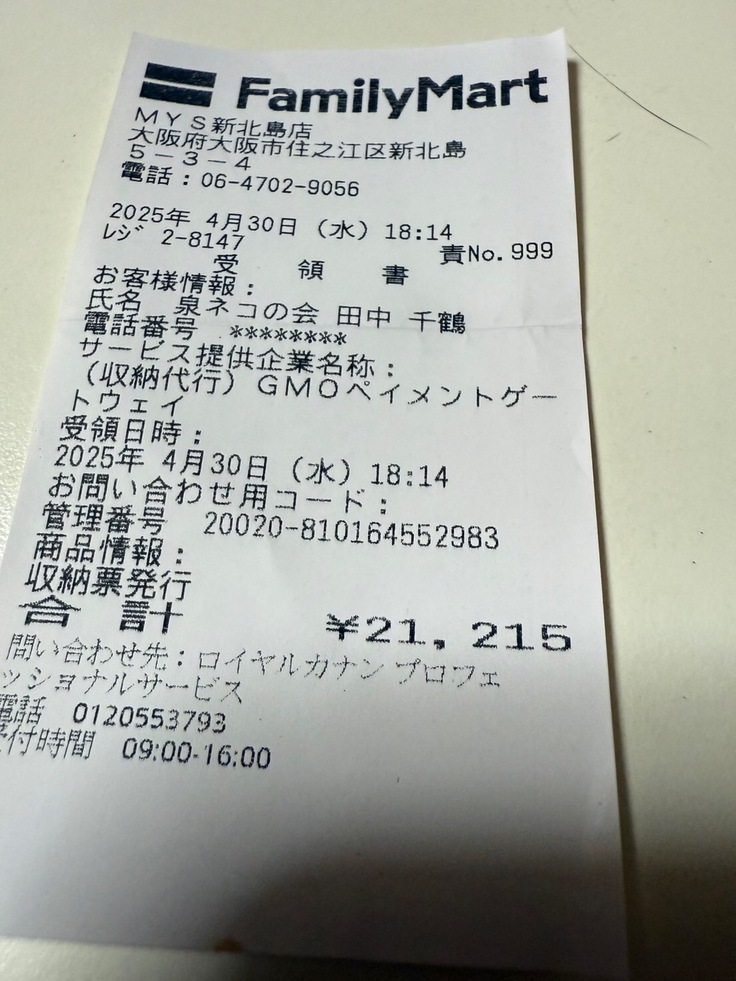 FamilyMart
ＭＹＳ新北島店
大阪府大阪市住之江区新北島
５－３－４
電話：06-4702-9056
2025年 4月30日（水）18:14
ﾚｼﾞ 2-8147 責No.999
受 領 書
お客様情報：
氏名 泉ネコの会 田中 千鶴
電話番号 ********
サービス提供企業名称：
（収納代行）ＧＭＯペイメントゲー
トウェイ
受領日時：
2025年 4月30日（水）18:14
お問い合わせ用コード：
管理番号 20020-810164552983
商品情報：
収納票発行
合 計 ¥21,215
問い合わせ先：ロイヤルカナン プロフェ
ッショナルサービス
電話 0120553793
受付時間 09:00-16:00